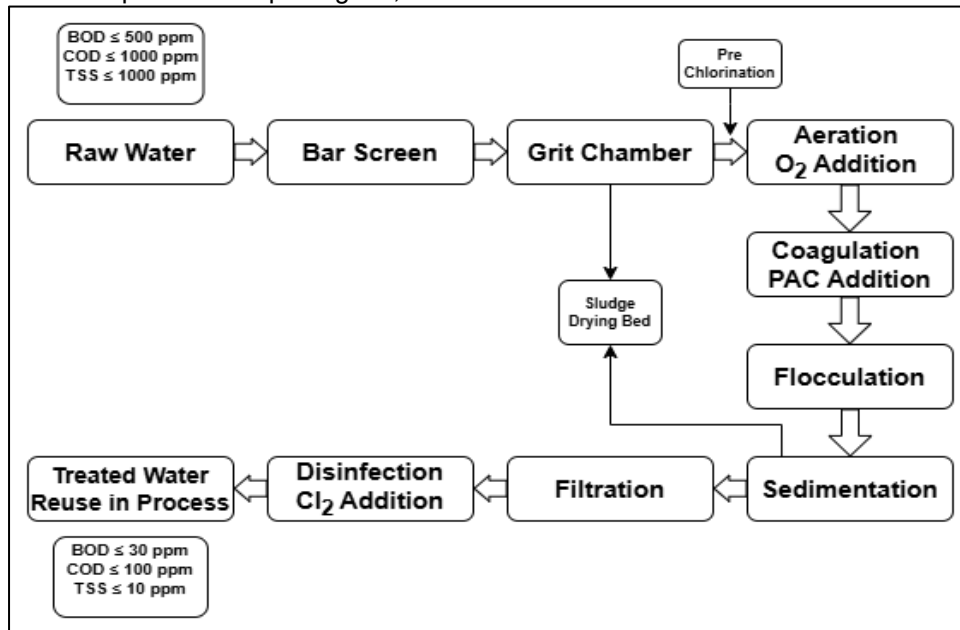 BOD ≤ 500 ppm
COD ≤ 1000 ppm
TSS ≤ 1000 ppm
Pre
Chlorination
Raw Water
Bar Screen
Grit Chamber
Aeration
O₂ Addition
Coagulation
PAC Addition
Sludge
Drying Bed
Flocculation
Sedimentation
Filtration
Disinfection
Cl₂ Addition
Treated Water
Reuse in Process
BOD ≤ 30 ppm
COD ≤ 100 ppm
TSS ≤ 10 ppm